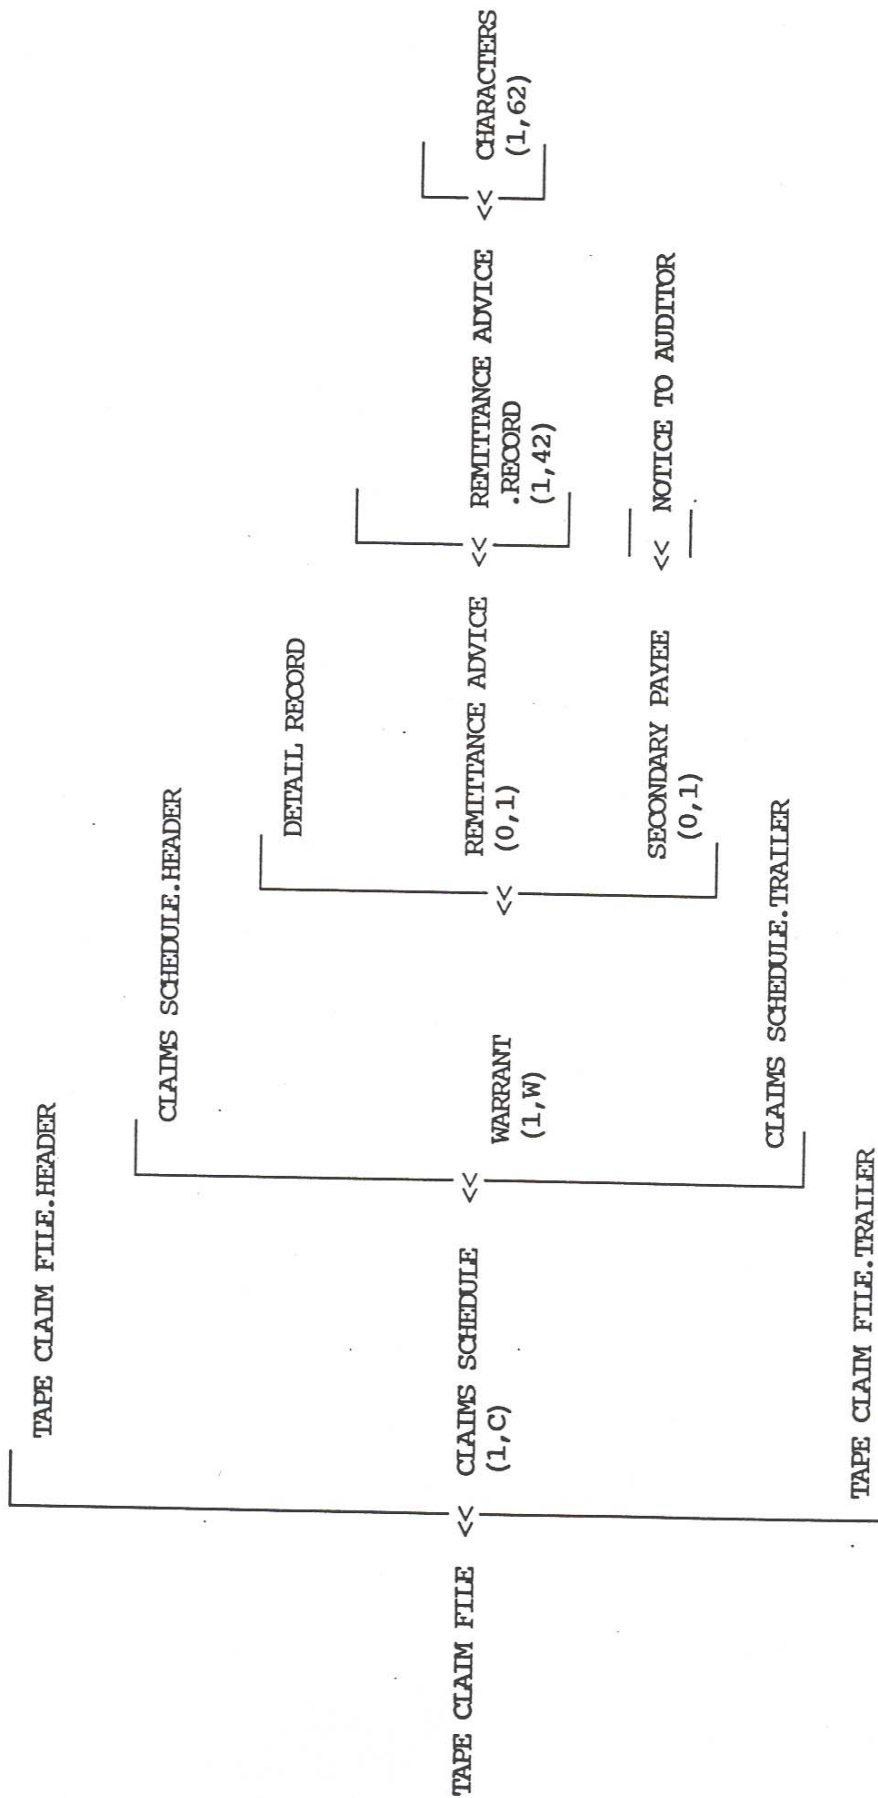 TAPE CLAIM FILE.HEADER
CLAIMS SCHEDULE.HEADER
DETAIL RECORD
TAPE CLAIM FILE << CLAIMS SCHEDULE
(1,C)
<< WARRANT
(1,W)
<< REMITTANCE ADVICE
(0,1)
<< REMITTANCE ADVICE
.RECORD
(1,42)
<< CHARACTERS
(1,62)
SECONDARY PAYEE
(0,1)
<< NOTICE TO AUDITOR
CLAIMS SCHEDULE.TRAILER
TAPE CLAIM FILE.TRAILER